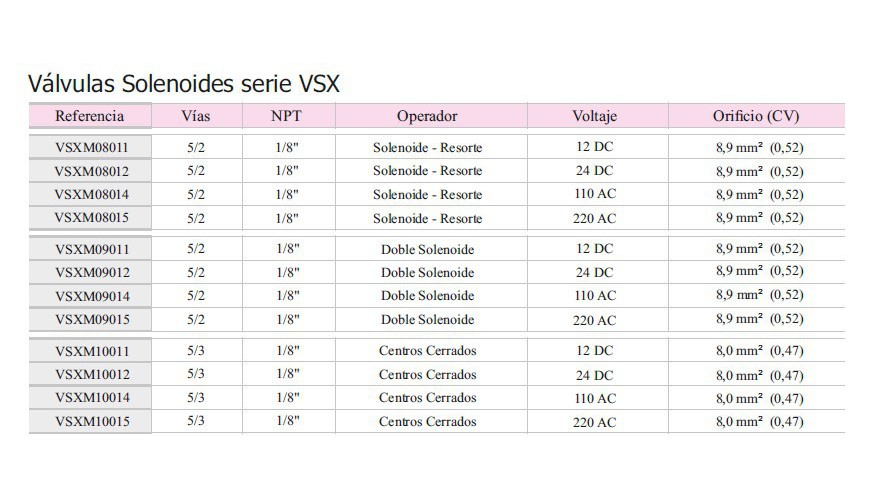 Válvulas Solenoides serie VSX
Referencia Vías NPT Operador Voltaje Orificio (CV)
VSXM08011 5/2 1/8" Solenoide - Resorte 12 DC 8,9 mm² (0,52)
VSXM08012 5/2 1/8" Solenoide - Resorte 24 DC 8,9 mm² (0,52)
VSXM08014 5/2 1/8" Solenoide - Resorte 110 AC 8,9 mm² (0,52)
VSXM08015 5/2 1/8" Solenoide - Resorte 220 AC 8,9 mm² (0,52)
VSXM09011 5/2 1/8" Doble Solenoide 12 DC 8,9 mm² (0,52)
VSXM09012 5/2 1/8" Doble Solenoide 24 DC 8,9 mm² (0,52)
VSXM09014 5/2 1/8" Doble Solenoide 110 AC 8,9 mm² (0,52)
VSXM09015 5/2 1/8" Doble Solenoide 220 AC 8,9 mm² (0,52)
VSXM10011 5/3 1/8" Centros Cerrados 12 DC 8,0 mm² (0,47)
VSXM10012 5/3 1/8" Centros Cerrados 24 DC 8,0 mm² (0,47)
VSXM10014 5/3 1/8" Centros Cerrados 110 AC 8,0 mm² (0,47)
VSXM10015 5/3 1/8" Centros Cerrados 220 AC 8,0 mm² (0,47)